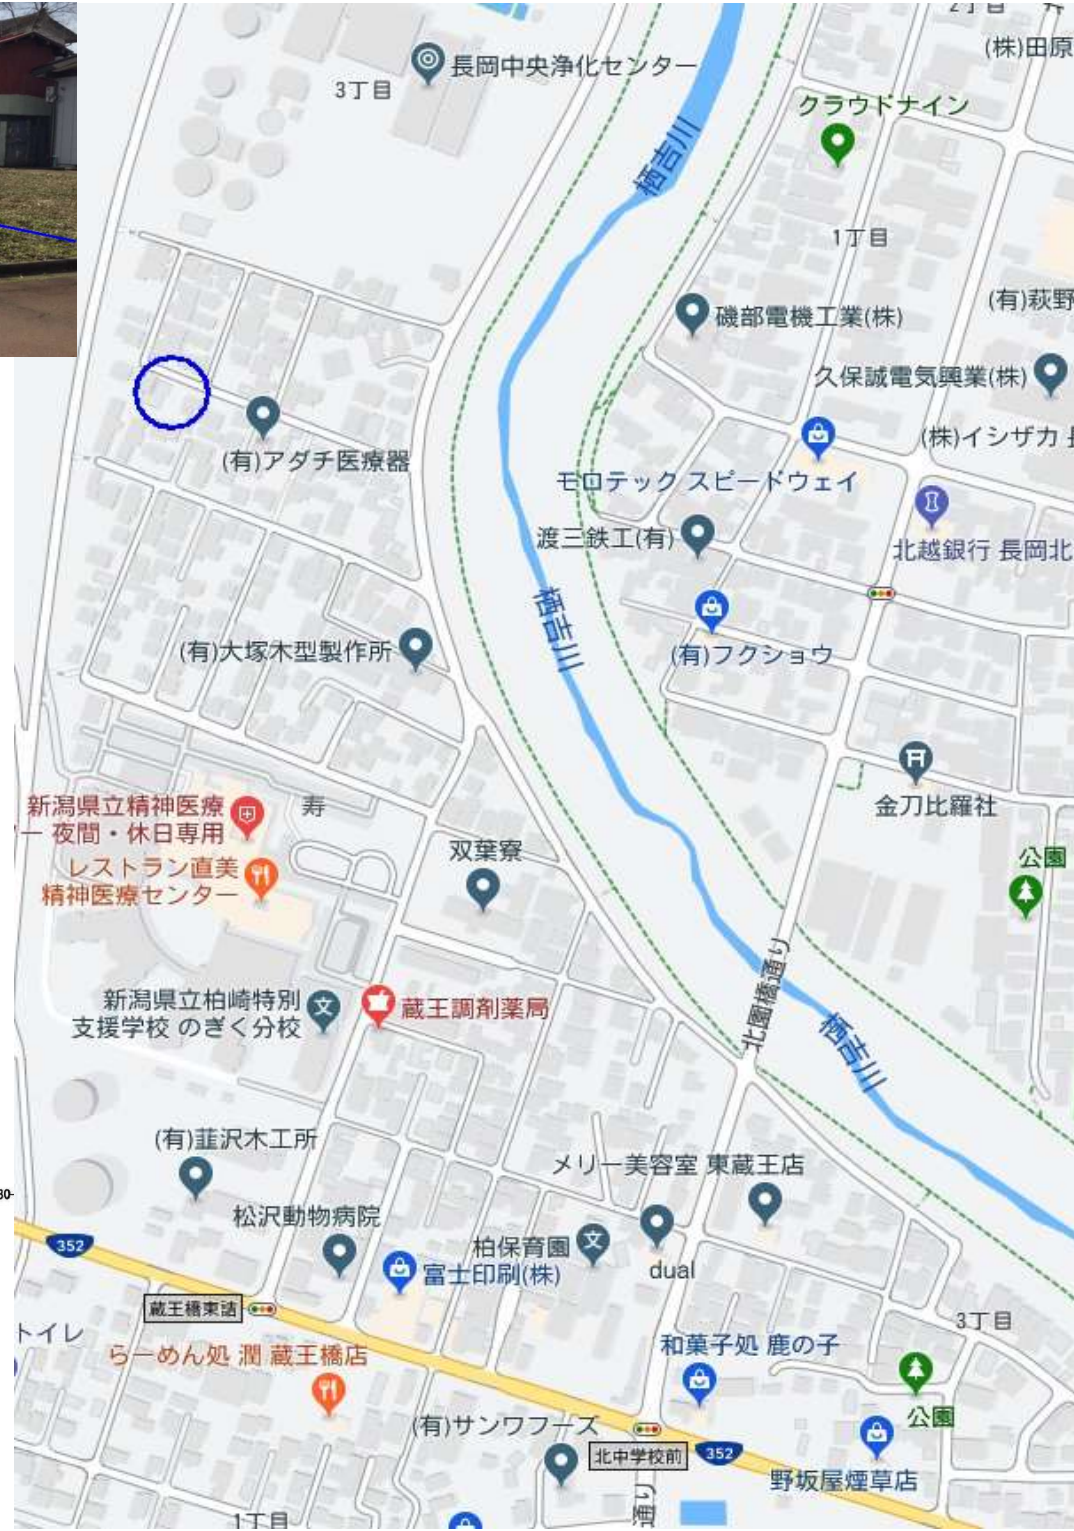 2丁目
(株)田原
長岡中央浄化センター
3丁目
クラウドナイン
栖吉川
1丁目
(有)萩野
磯部電機工業(株)
久保誠電気興業(株)
(株)イシザカ
(有)アダチ医療器
モロテック スピードウェイ
渡三鉄工(有)
北越銀行 長岡北
栖吉川
(有)大塚木型製作所
(有)フクショウ
金刀比羅社
新潟県立精神医療
ー 夜間・休日専用
寿
双葉寮
公園
レストラン直美
精神医療センター
北園橋通り
新潟県立柏崎特別
支援学校 のぎく分校
蔵王調剤薬局
栖吉川
(有)韮沢木工所
メリー美容室 東蔵王店
30
松沢動物病院
352
柏保育園
富士印刷(株)
dual
蔵王橋東詰
3丁目
トイレ
らーめん処 潤 蔵王橋店
和菓子処 鹿の子
(有)サンワフーズ
公園
北中学校前
352
野坂屋煙草店
通り
1丁目